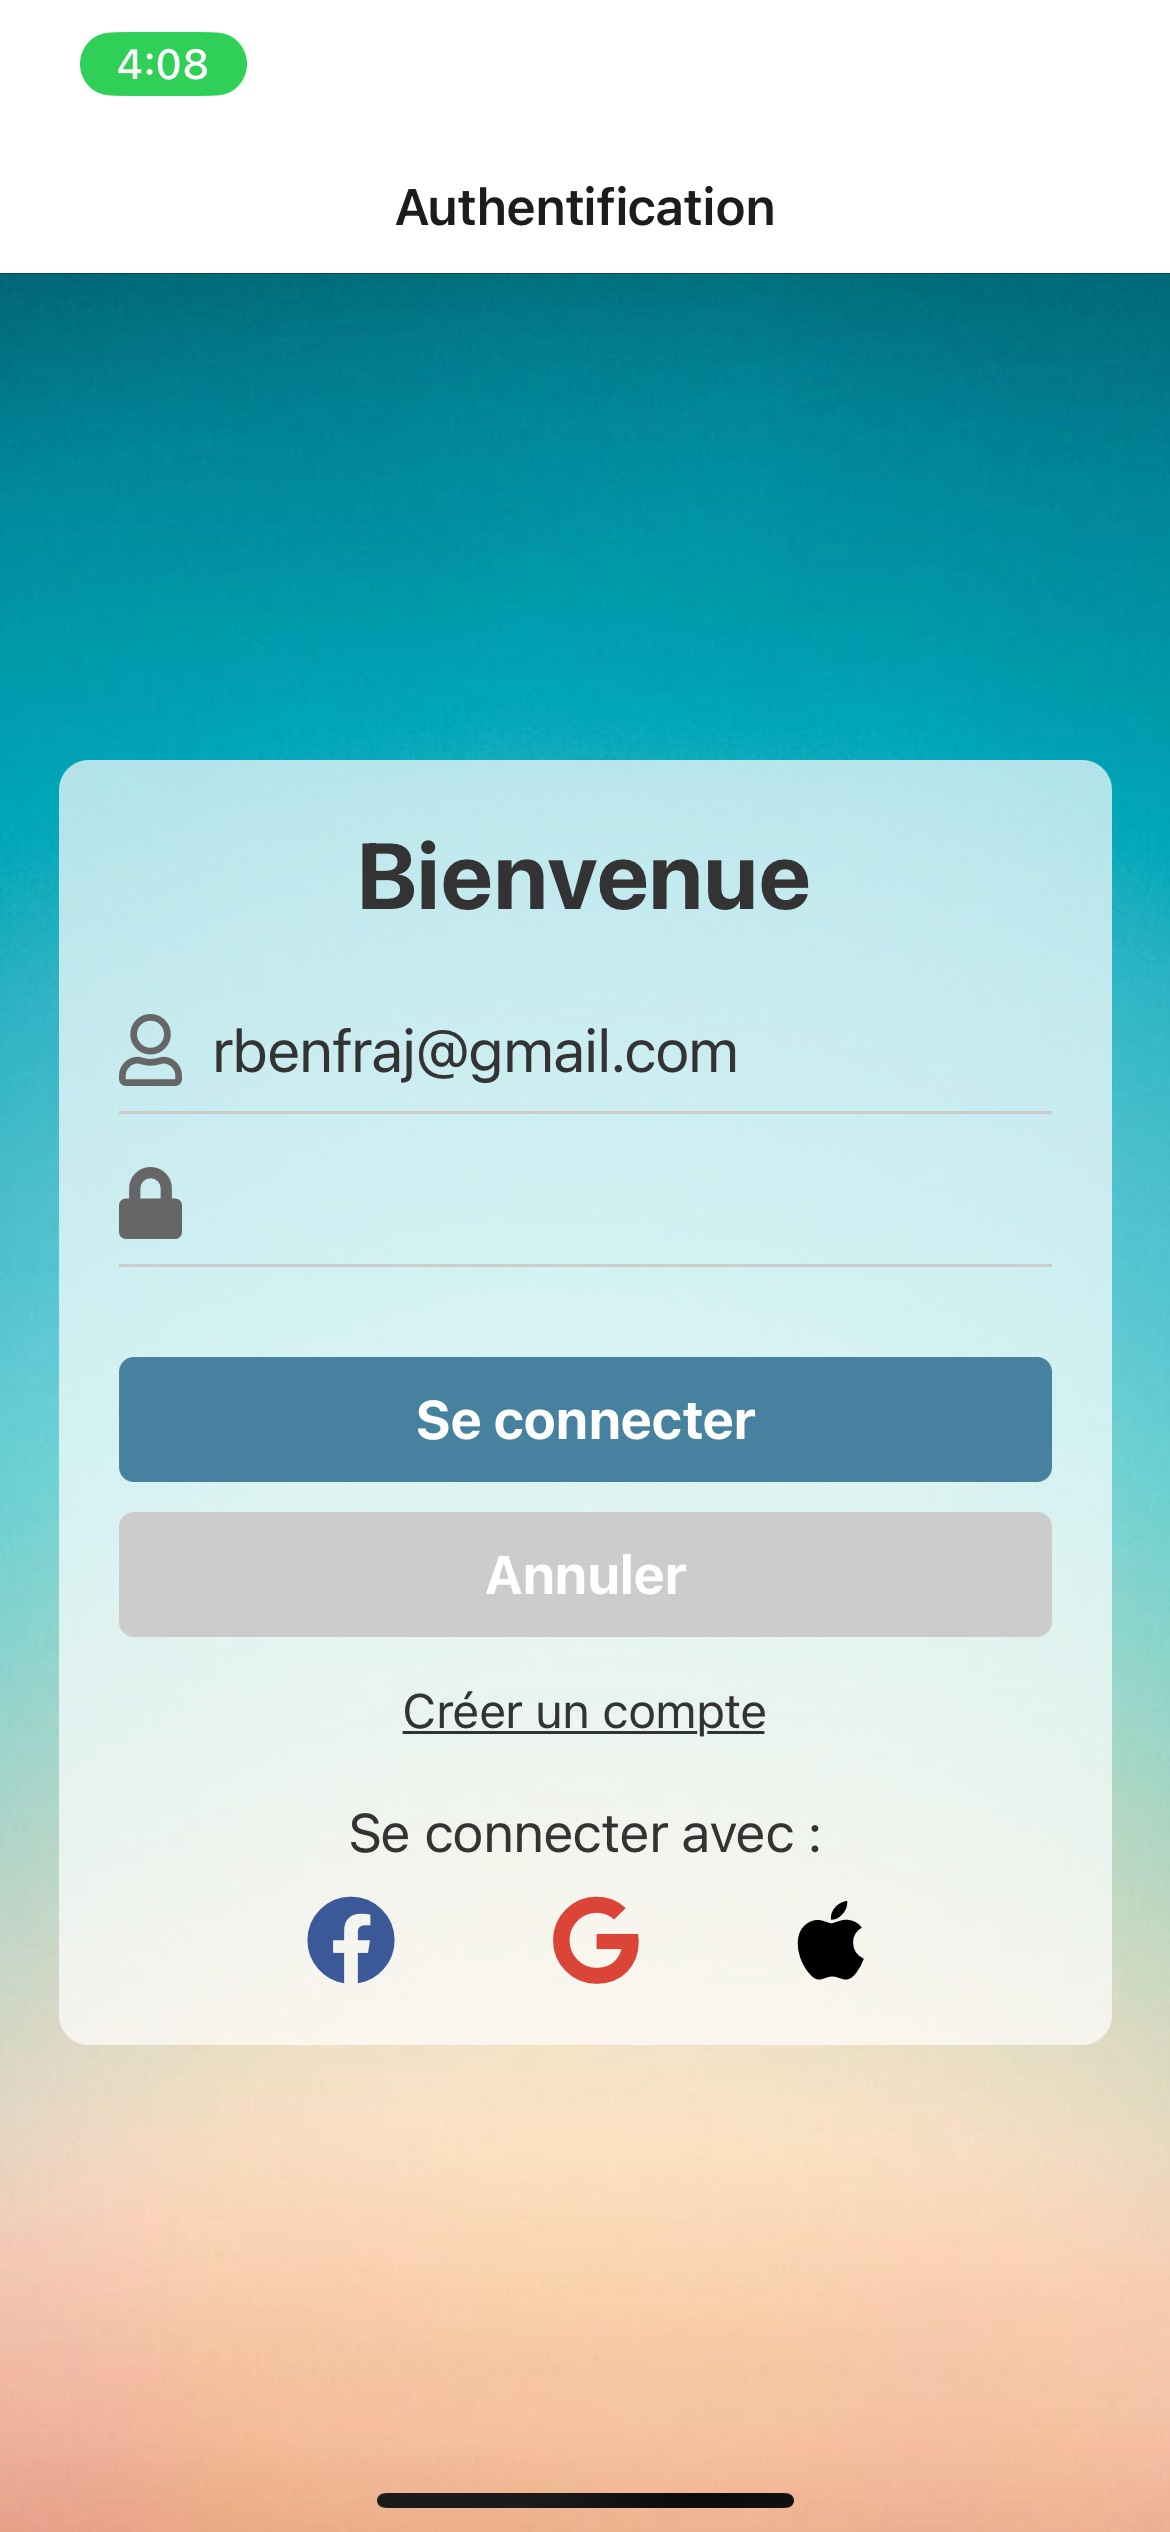 4:08
Authentification
Bienvenue
rbenfraj@gmail.com
Se connecter
Annuler
Créer un compte
Se connecter avec :